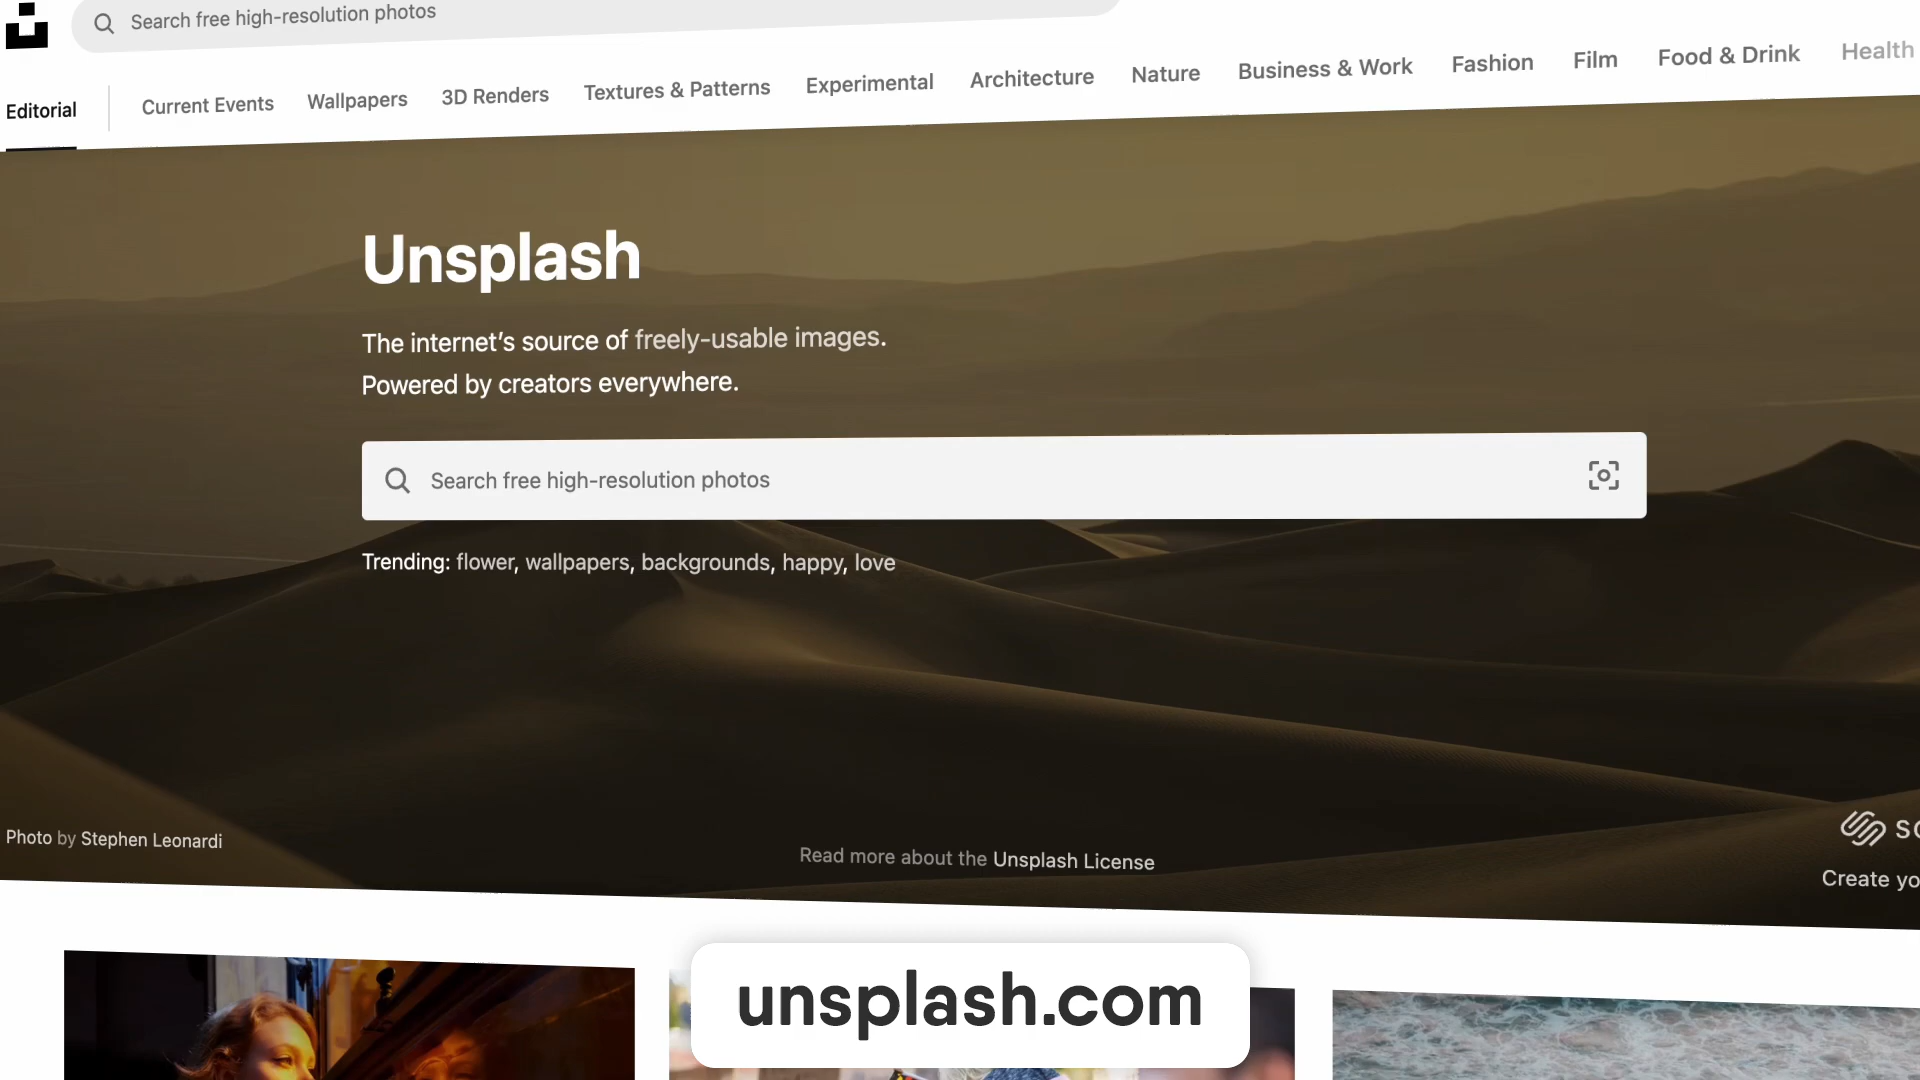 Search free high-resolution photos
Editorial
Current Events
Wallpapers
3D Renders
Textures & Patterns
Experimental
Architecture
Nature
Business & Work
Fashion
Film
Food & Drink
Health
Unsplash
The internet's source of freely-usable images.
Powered by creators everywhere.
Search free high-resolution photos
Trending: flower, wallpapers, backgrounds, happy, love
Photo by Stephen Leonardi
Read more about the Unsplash License
Create
unsplash.com